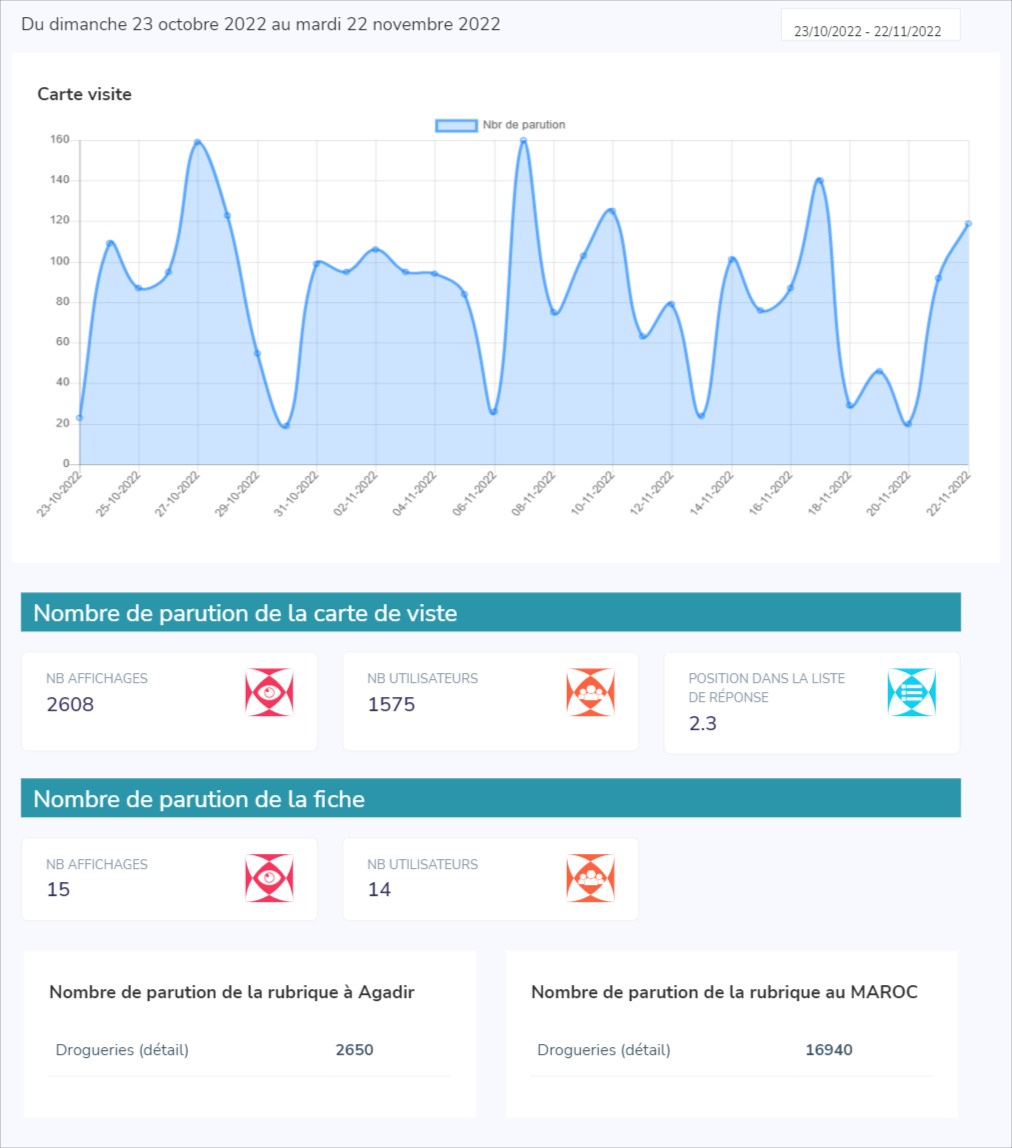 Du dimanche 23 octobre 2022 au mardi 22 novembre 2022
23/10/2022 - 22/11/2022
Carte visite
Nbr de parution
160
140
120
100
80
60
40
20
0
23-10-2022
25-10-2022
27-10-2022
29-10-2022
31-10-2022
02-11-2022
04-11-2022
06-11-2022
08-11-2022
10-11-2022
12-11-2022
14-11-2022
16-11-2022
18-11-2022
20-11-2022
22-11-2022
Nombre de parution de la carte de viste
NB AFFICHAGES
2608
NB UTILISATEURS
1575
POSITION DANS LA LISTE
DE RÉPONSE
2.3
Nombre de parution de la fiche
NB AFFICHAGES
15
NB UTILISATEURS
14
Nombre de parution de la rubrique à Agadir
Drogueries (détail) 2650
Nombre de parution de la rubrique au MAROC
Drogueries (détail) 16940